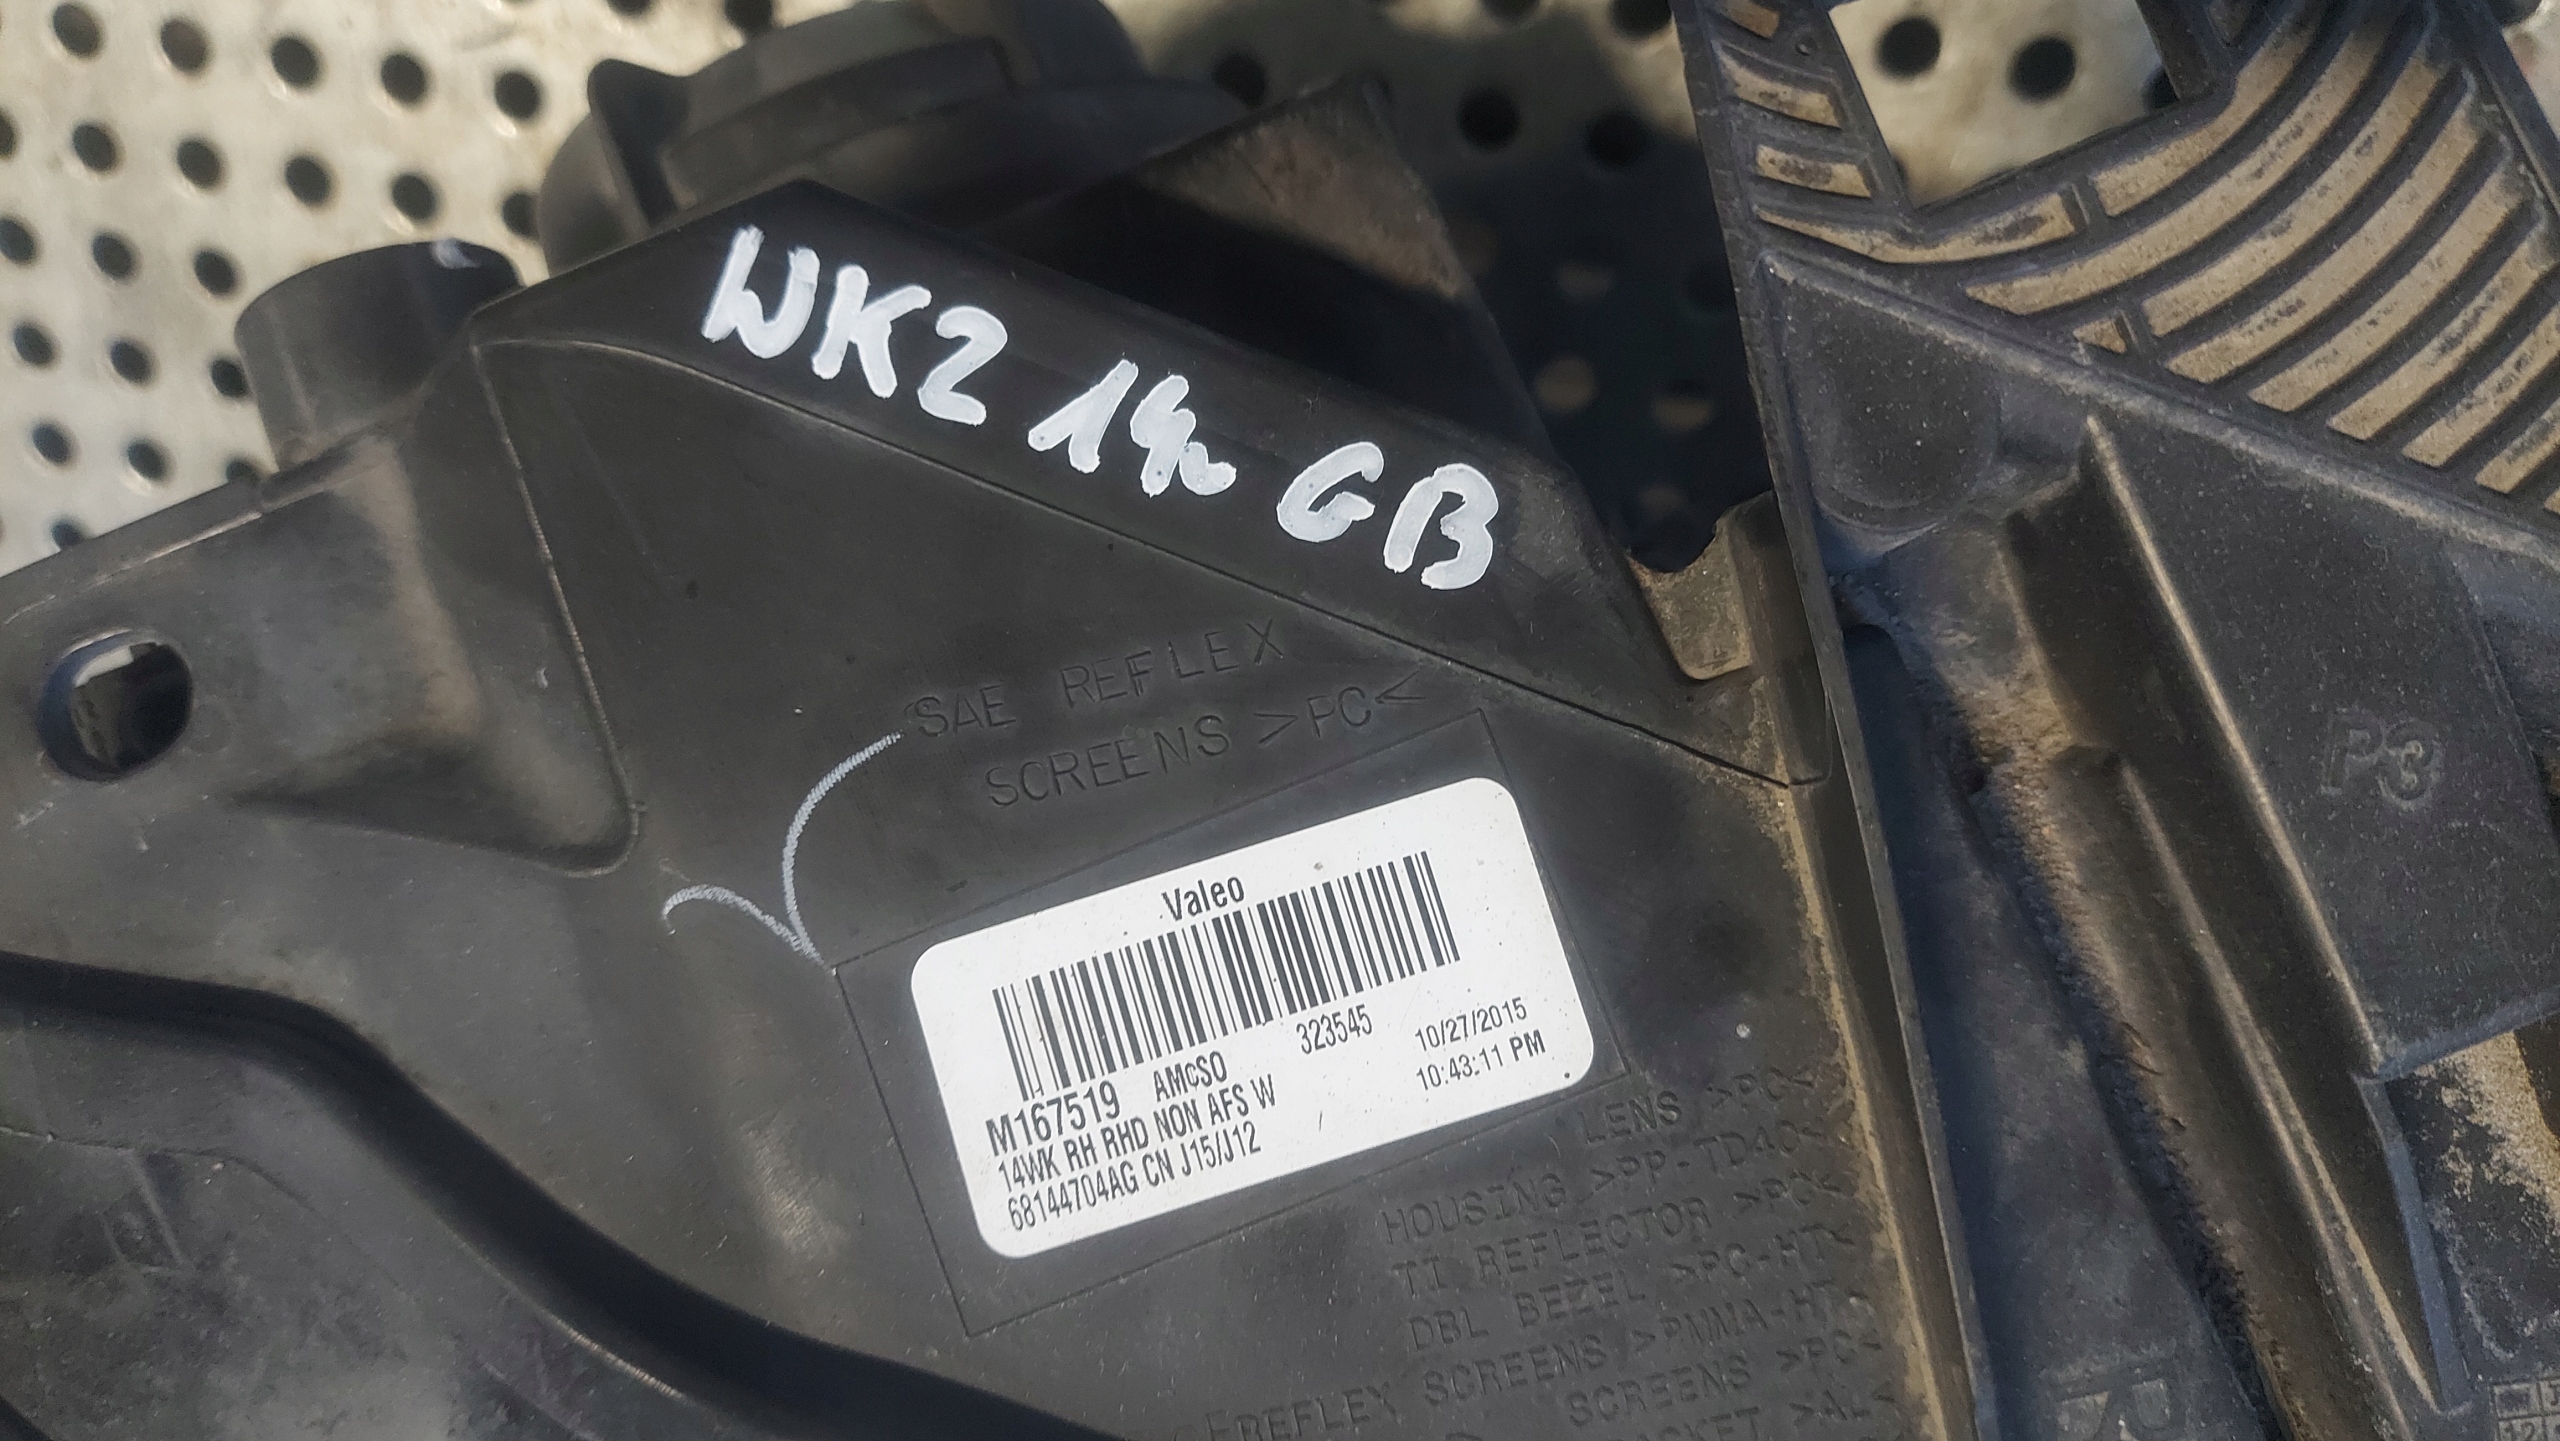 WK2 14r GB
SAE REFLEX
SCREENS >PC<
P3
Valeo
323545 10/27/2015
M167519 AMcSO 10:43:11 PM
14WK RH RHD NON AFS W
68144704AG CN J15/J12
LENS >PC<
HOUSING >PP-TD40<
TI REFLECTOR >PC<
DBL BEZEL >PC-HT<
SCREENS >PMMA-HT<
REFLEX SCREENS >PC<
>AL<